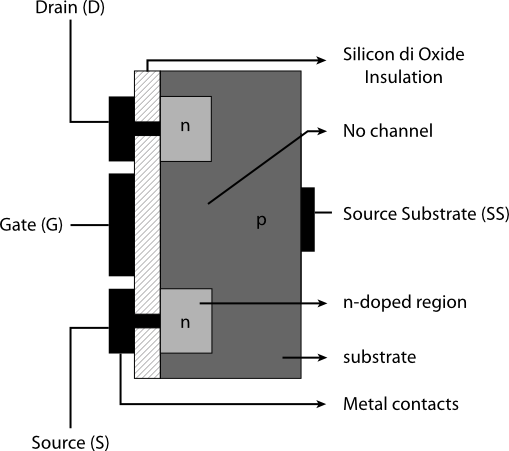 Drain (D)
Silicon di Oxide
Insulation
n
No channel
Gate (G)
p
Source Substrate (SS)
n
n-doped region
substrate
Metal contacts
Source (S)